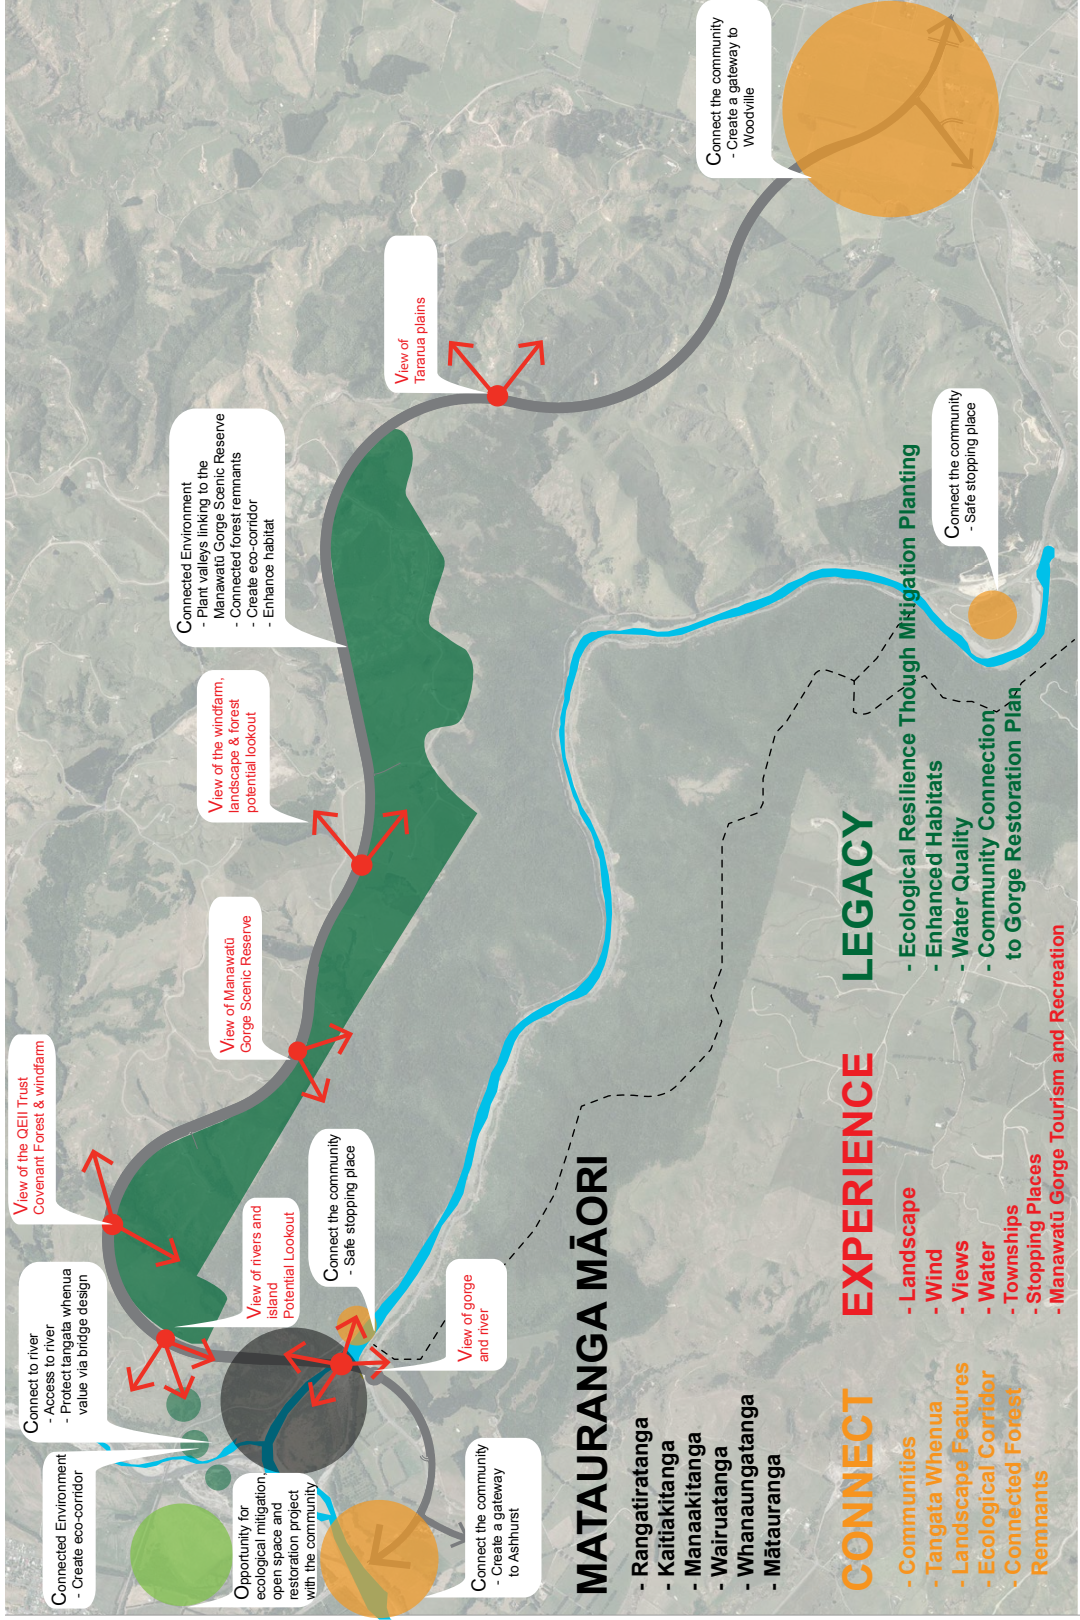 Connected Environment
- Create eco-corridor
Connect to river
- Access to river
- Protect tangata whenua
value via bridge design
View of the QEII Trust
Covenant Forest & windfarm
View of Manawatū
Gorge Scenic Reserve
View of the windfarm,
landscape & forest
potential lookout
Connected Environment
- Plant valleys linking to the
Manawatū Gorge Scenic Reserve
- Connected forest remnants
- Create eco-corridor
- Enhance habitat
View of
Tararua plains
Connect the community
- Create a gateway to
Woodville
Opportunity for
ecological mitigation,
open space and
restoration project
with the community
View of rivers and
island
Potential Lookout
Connect the community
- Safe stopping place
View of gorge
and river
Connect the community
- Create a gateway
to Ashhurst
Connect the community
- Safe stopping place
MATAURANGA MĀORI
- Rangatiratanga
- Kaitiakitanga
- Manaakitanga
- Wairuatanga
- Whanaungatanga
- Mātauranga
CONNECT
- Communities
- Tangata Whenua
- Landscape Features
- Ecological Corridor
- Connected Forest
Remnants
EXPERIENCE
- Landscape
- Wind
- Views
- Water
- Townships
- Stopping Places
- Manawatū Gorge Tourism and Recreation
LEGACY
- Ecological Resilience Though Mitigation Planting
- Enhanced Habitats
- Water Quality
- Community Connection
to Gorge Restoration Plan